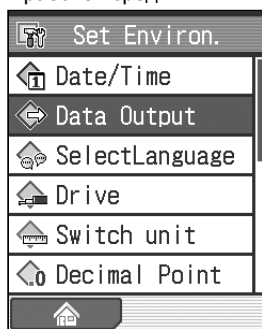 Set Environ.
Date/Time
Data Output
SelectLanguage
Drive
Switch unit
Decimal Point